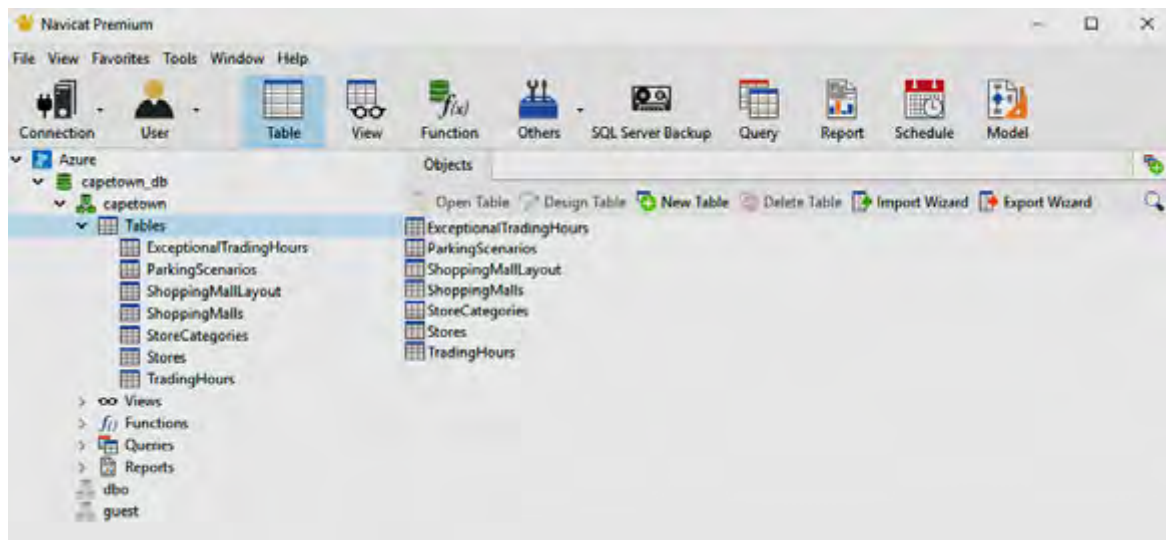 Navicat Premium
File View Favorites Tools Window Help
Connection User Table View f(x) Function Others SQL Server Backup Query Report Schedule Model
Azure
capetown_db
capetown
Tables
ExceptionalTradingHours
ParkingScenarios
ShoppingMallLayout
ShoppingMalls
StoreCategories
Stores
TradingHours
Views
f() Functions
Queries
Reports
dbo
guest
Objects
Open Table Design Table New Table Delete Table Import Wizard Export Wizard
ExceptionalTradingHours
ParkingScenarios
ShoppingMallLayout
ShoppingMalls
StoreCategories
Stores
TradingHours